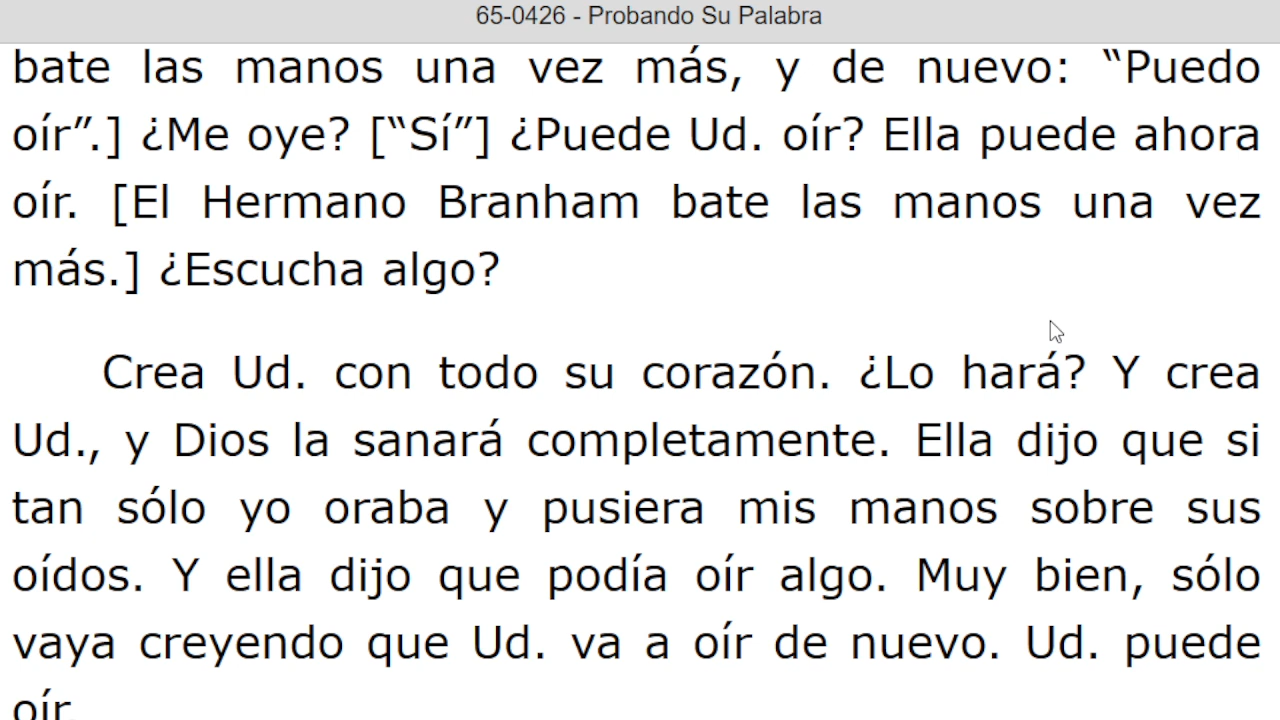 65-0426 - Probando Su Palabra
bate las manos una vez más, y de nuevo: “Puedo
oír”.] ¿Me oye? [“Sí”] ¿Puede Ud. oír? Ella puede ahora
oír. [El Hermano Branham bate las manos una vez
más.] ¿Escucha algo?
Crea Ud. con todo su corazón. ¿Lo hará? Y crea
Ud., y Dios la sanará completamente. Ella dijo que si
tan sólo yo oraba y pusiera mis manos sobre sus
oídos. Y ella dijo que podía oír algo. Muy bien, sólo
vaya creyendo que Ud. va a oír de nuevo. Ud. puede
oír.